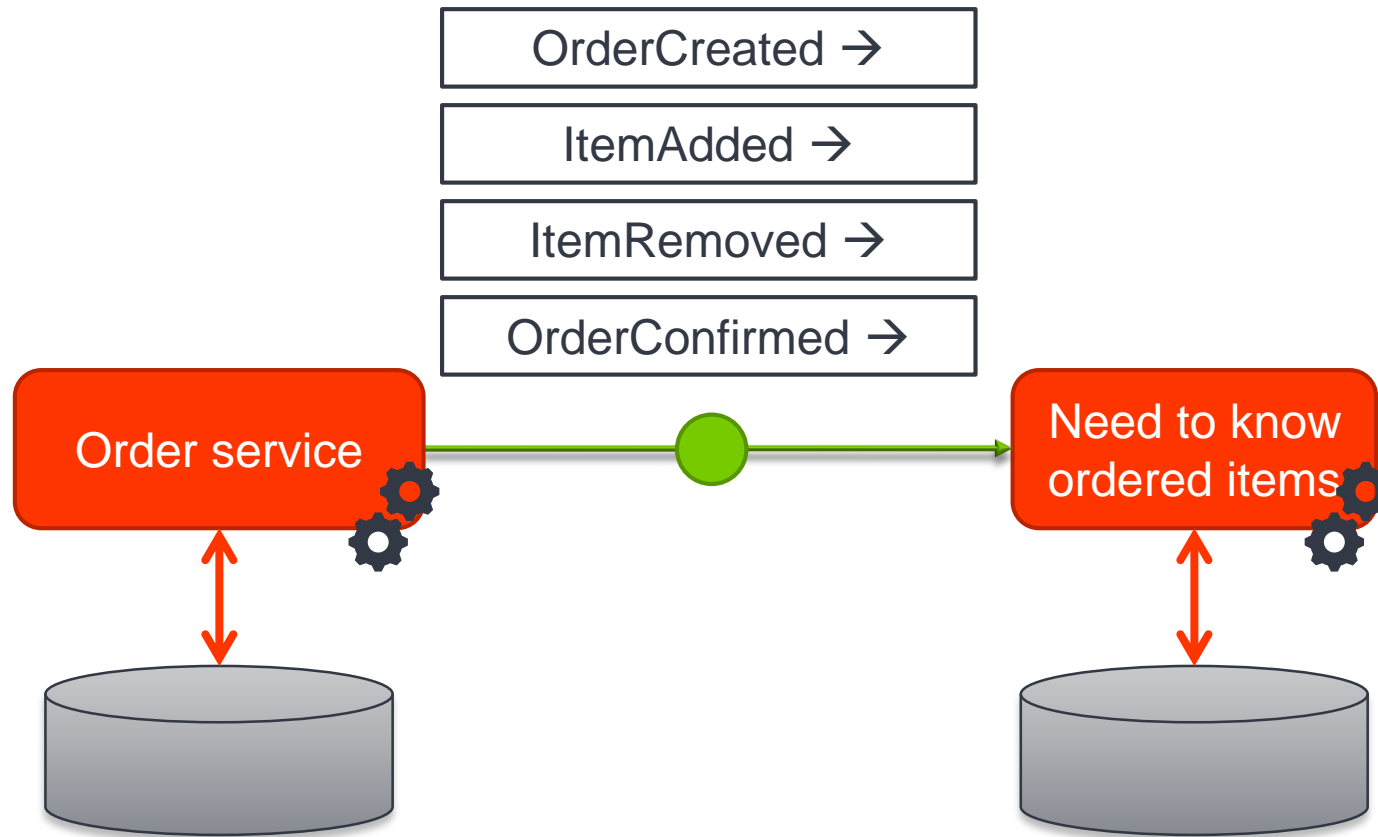 OrderCreated →
ItemAdded →
ItemRemoved →
OrderConfirmed →
Order service
Need to know
ordered items